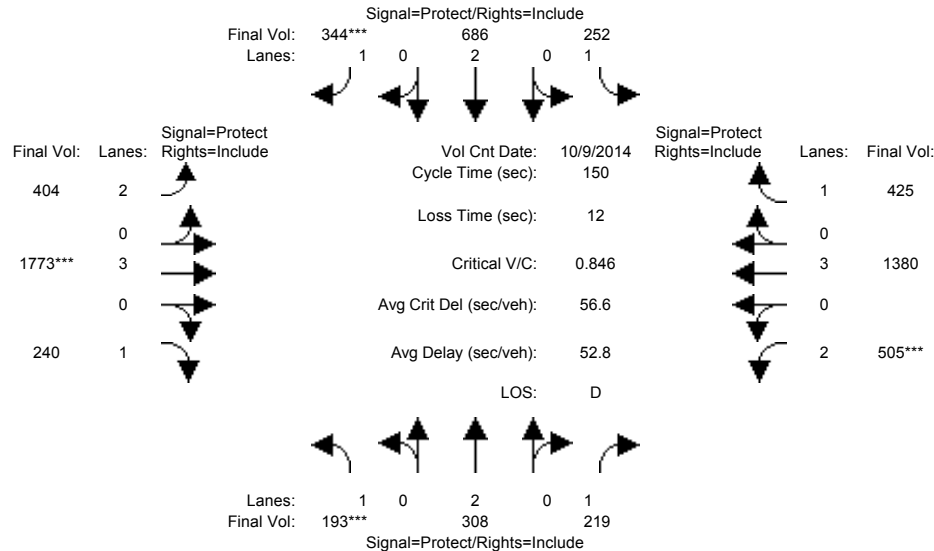 Signal=Protect/Rights=Include
Final Vol: 344*** 686 252
Lanes: 1 0 2 0 1
Signal=Protect
Final Vol: Lanes: Rights=Include
Vol Cnt Date: 10/9/2014
Signal=Protect
Rights=Include Lanes: Final Vol:
Cycle Time (sec): 150
404 2
1 425
Loss Time (sec): 12
0
0
1773*** 3
Critical V/C: 0.846
3 1380
0
Avg Crit Del (sec/veh): 56.6
0
240 1
Avg Delay (sec/veh): 52.8
2 505***
LOS: D
Lanes: 1 0 2 0 1
Final Vol: 193*** 308 219
Signal=Protect/Rights=Include